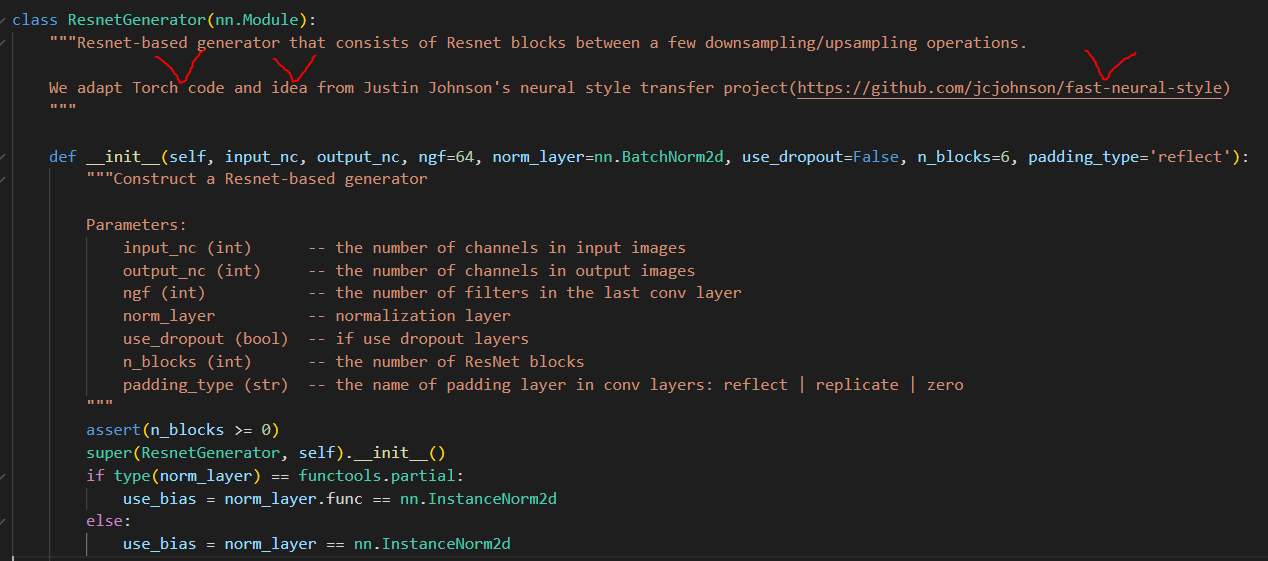 class ResnetGenerator(nn.Module):
"""Resnet-based generator that consists of Resnet blocks between a few downsampling/upsampling operations.
We adapt Torch code and idea from Justin Johnson's neural style transfer project(https://github.com/jcjohnson/fast-neural-style)
"""
def __init__(self, input_nc, output_nc, ngf=64, norm_layer=nn.BatchNorm2d, use_dropout=False, n_blocks=6, padding_type='reflect'):
"""Construct a Resnet-based generator
Parameters:
input_nc (int)      -- the number of channels in input images
output_nc (int)     -- the number of channels in output images
ngf (int)           -- the number of filters in the last conv layer
norm_layer          -- normalization layer
use_dropout (bool)  -- if use dropout layers
n_blocks (int)      -- the number of ResNet blocks
padding_type (str)  -- the name of padding layer in conv layers: reflect | replicate | zero
"""
assert(n_blocks >= 0)
super(ResnetGenerator, self).__init__()
if type(norm_layer) == functools.partial:
use_bias = norm_layer.func == nn.InstanceNorm2d
else:
use_bias = norm_layer == nn.InstanceNorm2d